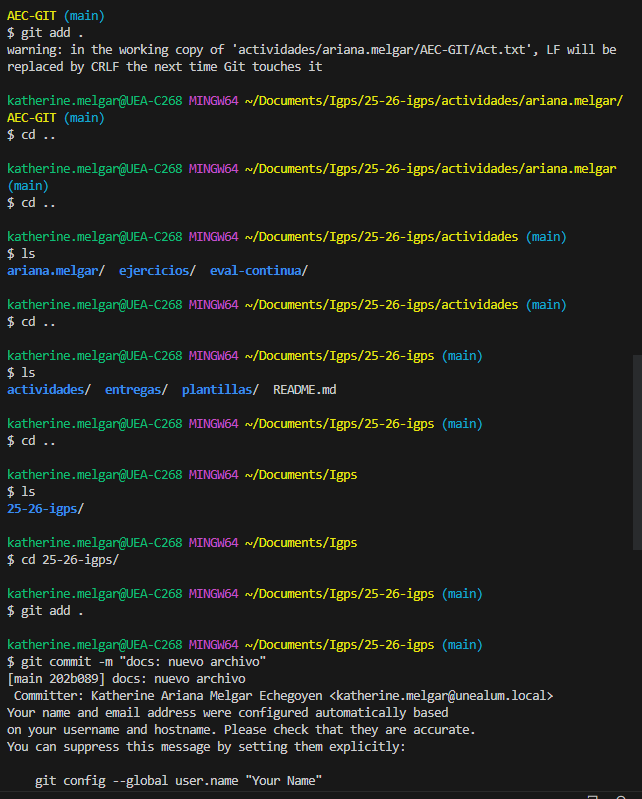 AEC-GIT (main)
$ git add .
warning: in the working copy of 'actividades/ariana.melgar/AEC-GIT/Act.txt', LF will be
replaced by CRLF the next time Git touches it
katherine.melgar@UEA-C268 MINGW64 ~/Documents/Igps/25-26-igps/actividades/ariana.melgar/
AEC-GIT (main)
$ cd ..
katherine.melgar@UEA-C268 MINGW64 ~/Documents/Igps/25-26-igps/actividades/ariana.melgar
(main)
$ cd ..
katherine.melgar@UEA-C268 MINGW64 ~/Documents/Igps/25-26-igps/actividades (main)
$ ls
ariana.melgar/  ejercicios/  eval-continua/
katherine.melgar@UEA-C268 MINGW64 ~/Documents/Igps/25-26-igps/actividades (main)
$ cd ..
katherine.melgar@UEA-C268 MINGW64 ~/Documents/Igps/25-26-igps (main)
$ ls
actividades/  entregas/  plantillas/  README.md
katherine.melgar@UEA-C268 MINGW64 ~/Documents/Igps/25-26-igps (main)
$ cd ..
katherine.melgar@UEA-C268 MINGW64 ~/Documents/Igps
$ ls
25-26-igps/
katherine.melgar@UEA-C268 MINGW64 ~/Documents/Igps
$ cd 25-26-igps/
katherine.melgar@UEA-C268 MINGW64 ~/Documents/Igps/25-26-igps (main)
$ git add .
katherine.melgar@UEA-C268 MINGW64 ~/Documents/Igps/25-26-igps (main)
$ git commit -m "docs: nuevo archivo"
[main 202b089] docs: nuevo archivo
Committer: Katherine Ariana Melgar Echegoyen <katherine.melgar@unealum.local>
Your name and email address were configured automatically based
on your username and hostname. Please check that they are accurate.
You can suppress this message by setting them explicitly:
git config --global user.name "Your Name"